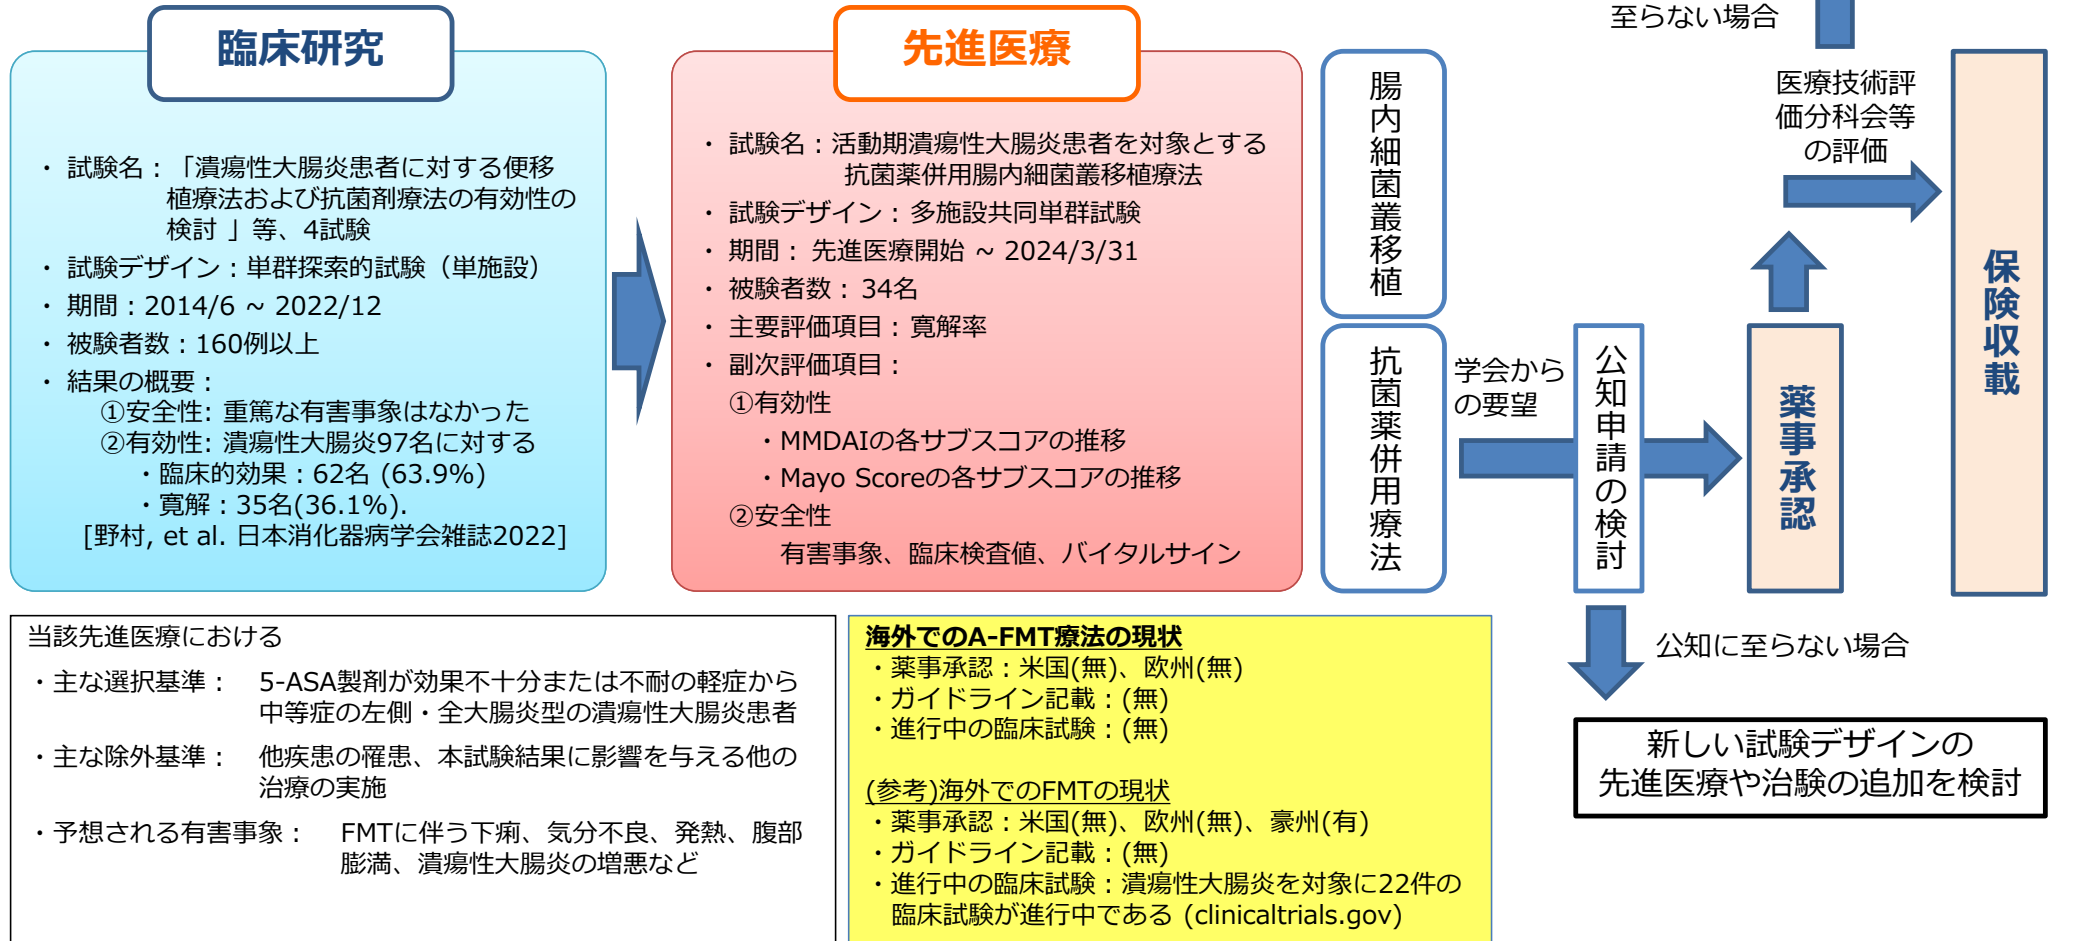 臨床研究
・ 試験名：「潰瘍性大腸炎患者に対する便移
植療法および抗菌剤療法の有効性の
検討 」等、4試験
・ 試験デザイン：単群探索的試験（単施設）
・ 期間：2014/6 ~ 2022/12
・ 被験者数：160例以上
・ 結果の概要：
①安全性: 重篤な有害事象はなかった
②有効性: 潰瘍性大腸炎97名に対する
・臨床的効果：62名 (63.9%)
・寛解：35名(36.1%).
[野村, et al. 日本消化器病学会雑誌2022]
先進医療
・ 試験名：活動期潰瘍性大腸炎患者を対象とする
抗菌薬併用腸内細菌叢移植療法
・ 試験デザイン：多施設共同単群試験
・ 期間： 先進医療開始 ~ 2024/3/31
・ 被験者数： 34名
・ 主要評価項目：寛解率
・ 副次評価項目：
①有効性
・MMDAIの各サブスコアの推移
・Mayo Scoreの各サブスコアの推移
②安全性
有害事象、臨床検査値、バイタルサイン
腸内細菌叢移植
抗菌薬併用療法
学会から
の要望
公知申請の検討
薬事承認
至らない場合
医療技術評
価分科会等
の評価
保険収載
公知に至らない場合
新しい試験デザインの
先進医療や治験の追加を検討
当該先進医療における
・主な選択基準： 5-ASA製剤が効果不十分または不耐の軽症から
中等症の左側・全大腸炎型の潰瘍性大腸炎患者
・主な除外基準： 他疾患の罹患、本試験結果に影響を与える他の
治療の実施
・予想される有害事象： FMTに伴う下痢、気分不良、発熱、腹部
膨満、潰瘍性大腸炎の増悪など
海外でのA-FMT療法の現状
・薬事承認：米国(無)、欧州(無)
・ガイドライン記載：(無)
・進行中の臨床試験：(無)
(参考)海外でのFMTの現状
・薬事承認：米国(無)、欧州(無)、豪州(有)
・ガイドライン記載：(無)
・進行中の臨床試験：潰瘍性大腸炎を対象に22件の
臨床試験が進行中である (clinicaltrials.gov)